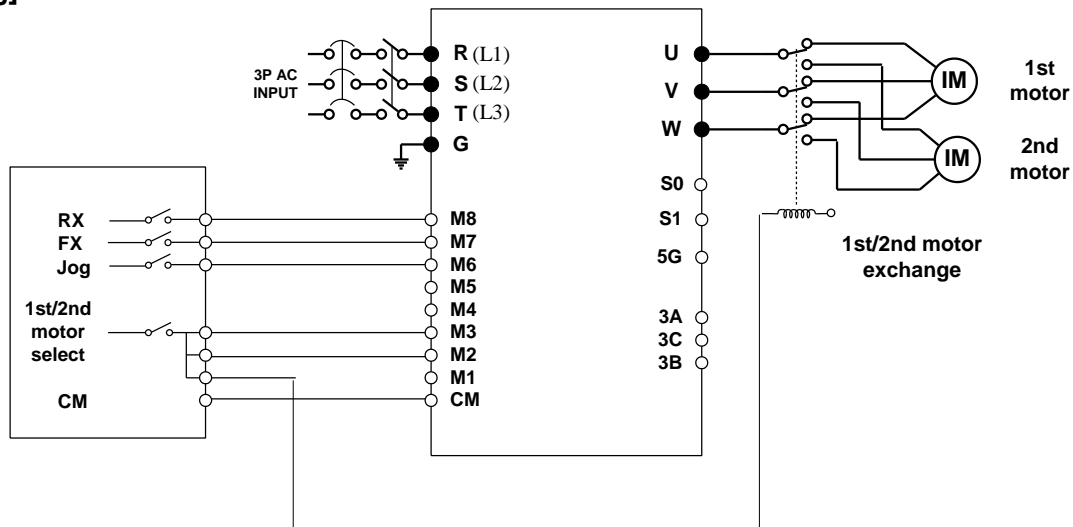 R (L1)
S (L2)
T (L3)
G
3P AC
INPUT
U
V
W
IM
1st
motor
IM
2nd
motor
S0
S1
5G
3A
3C
3B
1st/2nd motor
exchange
RX
FX
Jog
1st/2nd
motor
select
CM
M8
M7
M6
M5
M4
M3
M2
M1
CM